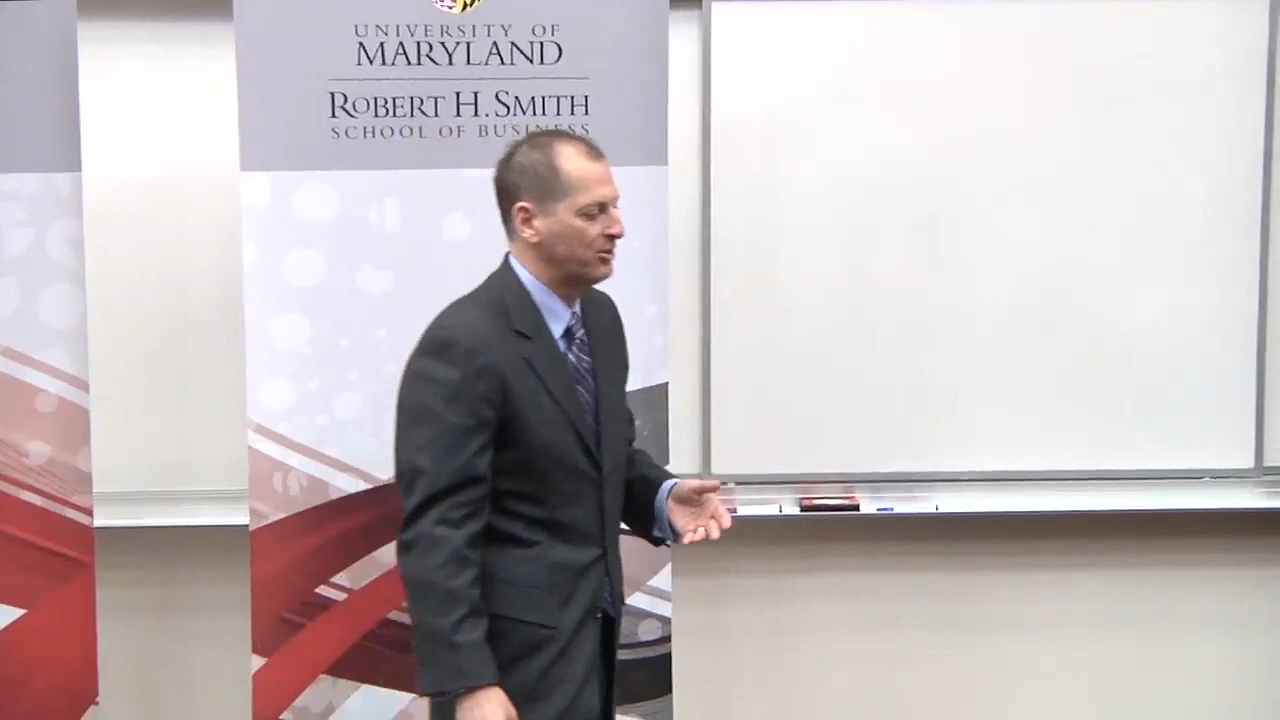 UNIVERSITY OF
MARYLAND
ROBERT H. SMITH
SCHOOL OF BUSINESS